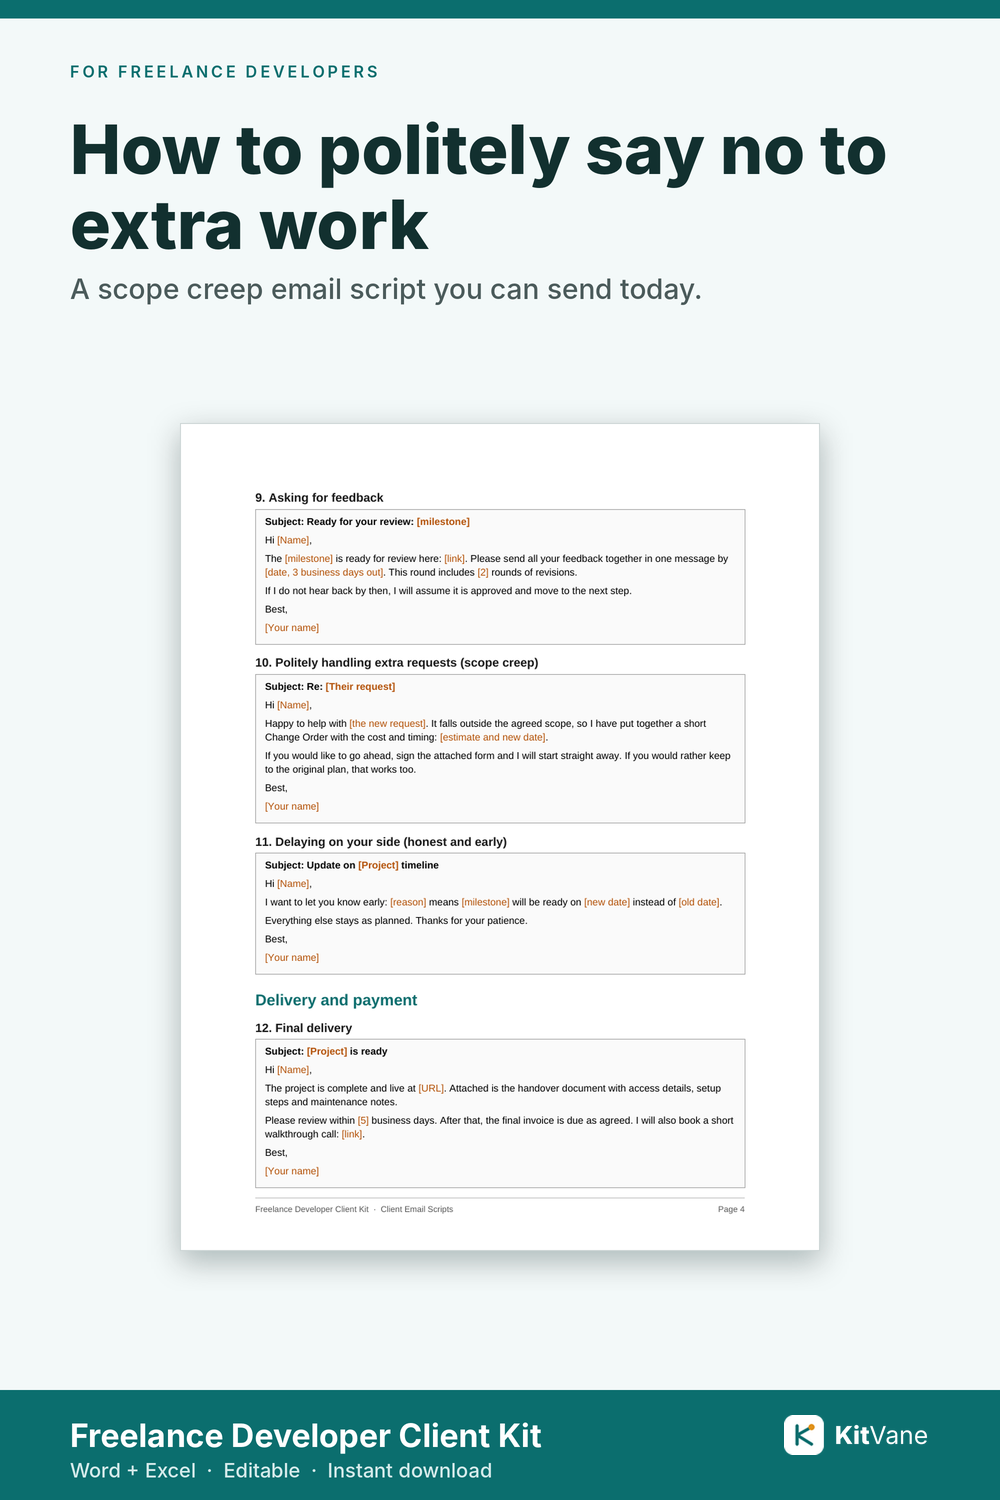 FOR FREELANCE DEVELOPERS
How to politely say no to
extra work
A scope creep email script you can send today.
9. Asking for feedback
Subject: Ready for your review: [milestone]
Hi [Name],
The [milestone] is ready for review here: [link]. Please send all your feedback together in one message by
[date, 3 business days out]. This round includes [2] rounds of revisions.
If I do not hear back by then, I will assume it is approved and move to the next step.
Best,
[Your name]
10. Politely handling extra requests (scope creep)
Subject: Re: [Their request]
Hi [Name],
Happy to help with [the new request]. It falls outside the agreed scope, so I have put together a short
Change Order with the cost and timing: [estimate and new date].
If you would like to go ahead, sign the attached form and I will start straight away. If you would rather keep
to the original plan, that works too.
Best,
[Your name]
11. Delaying on your side (honest and early)
Subject: Update on [Project] timeline
Hi [Name],
I want to let you know early: [reason] means [milestone] will be ready on [new date] instead of [old date].
Everything else stays as planned. Thanks for your patience.
Best,
[Your name]
Delivery and payment
12. Final delivery
Subject: [Project] is ready
Hi [Name],
The project is complete and live at [URL]. Attached is the handover document with access details, setup
steps and maintenance notes.
Please review within [5] business days. After that, the final invoice is due as agreed. I will also book a short
walkthrough call: [link].
Best,
[Your name]
Freelance Developer Client Kit · Client Email Scripts Page 4
Freelance Developer Client Kit
Word + Excel · Editable · Instant download
KitVane